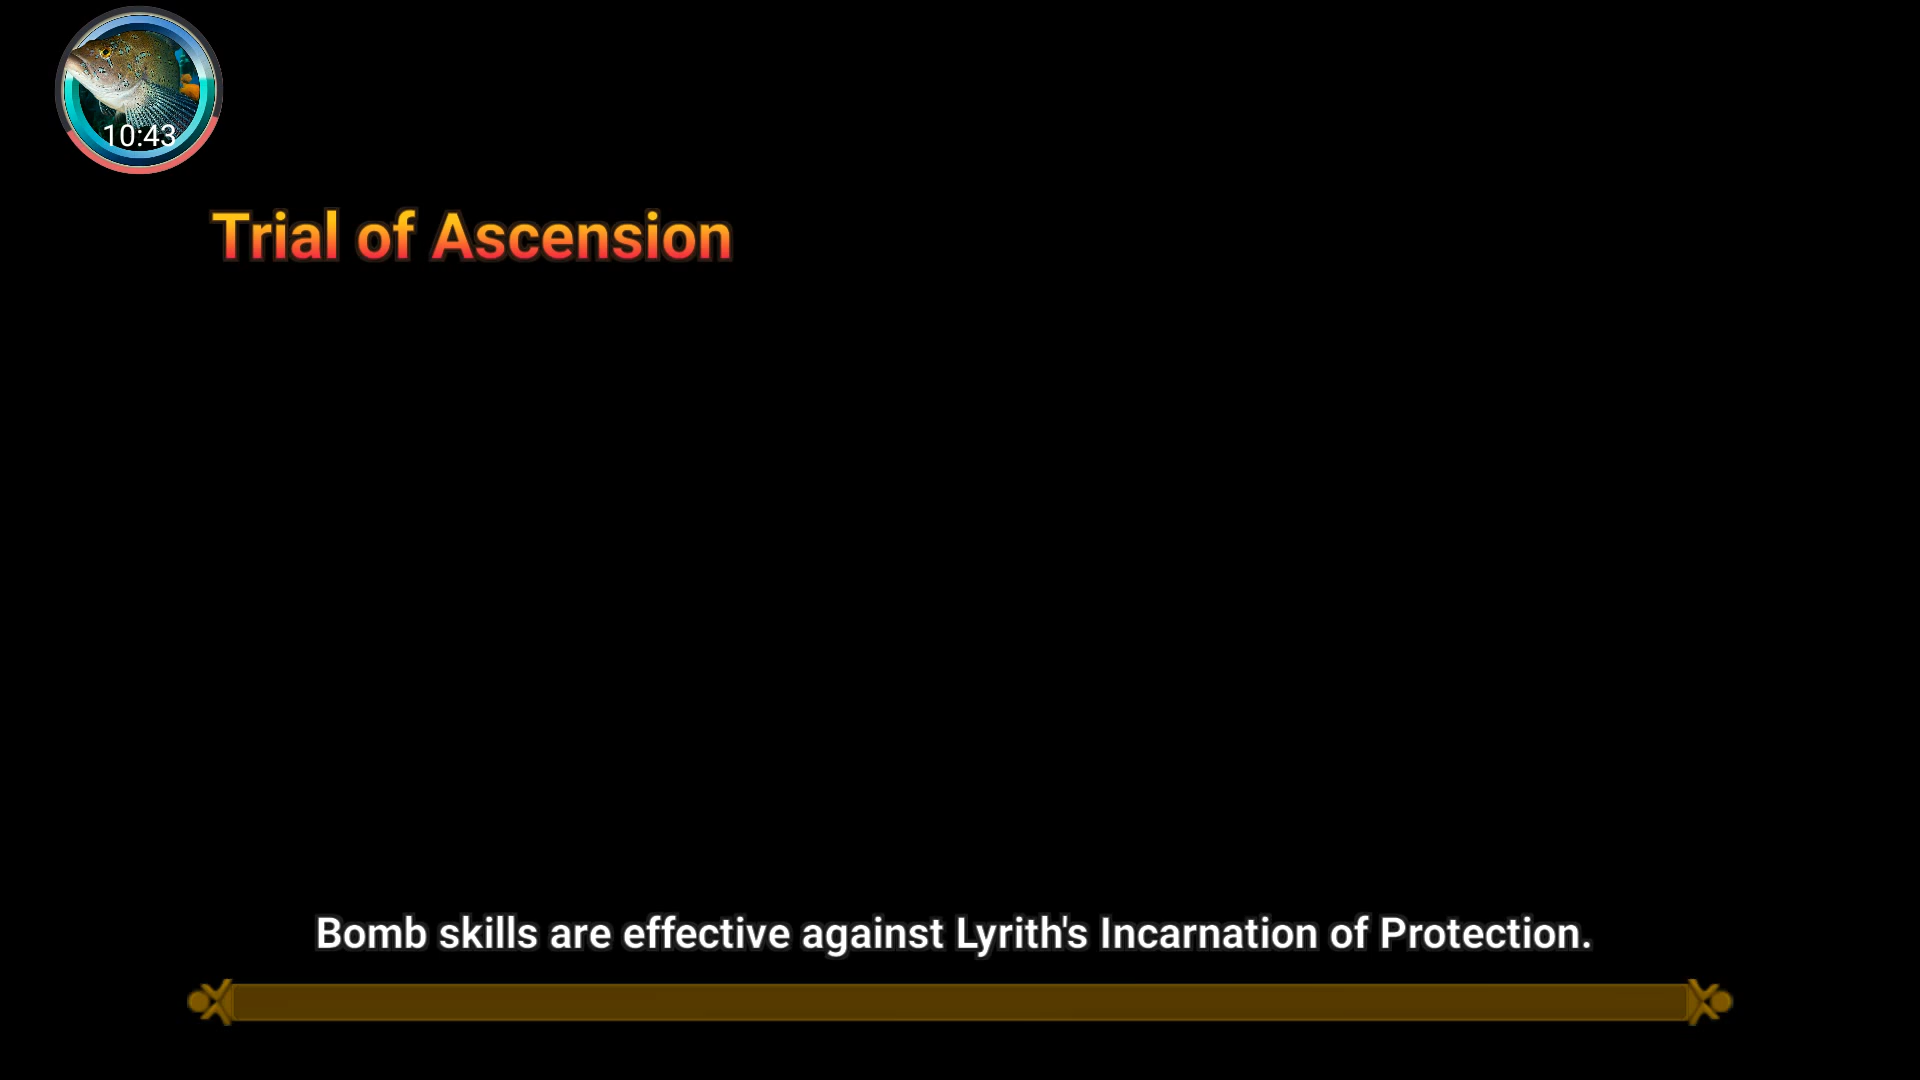 10:43
Trial of Ascension
Bomb skills are effective against Lyrith's Incarnation of Protection.